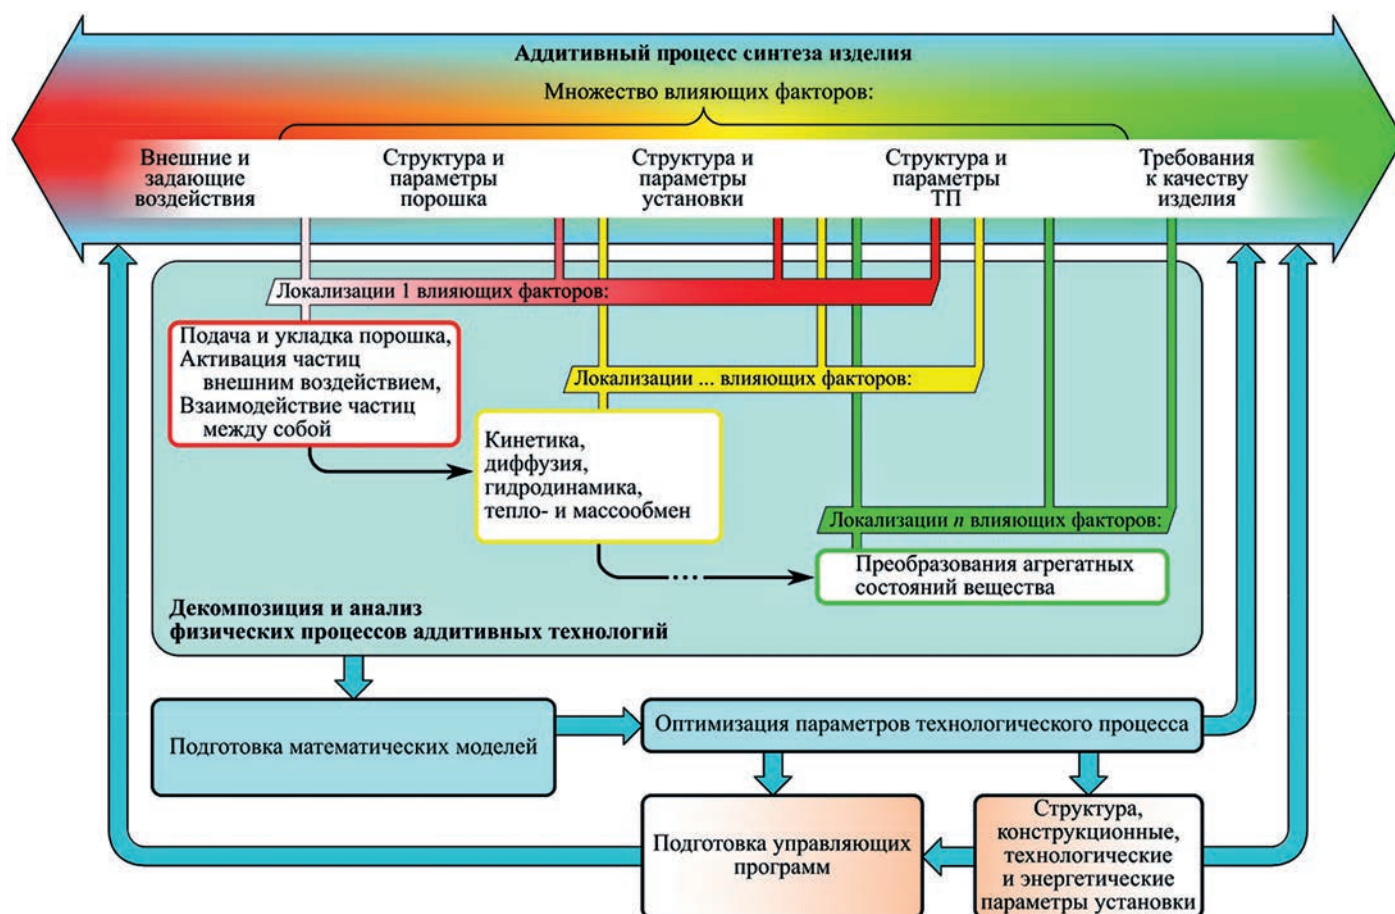 Аддитивный процесс синтеза изделия
Множество влияющих факторов:
Внешние и
задающие
воздействия
Структура и
параметры
порошка
Структура и
параметры
установки
Структура и
параметры
ТП
Требования
к качеству
изделия
Локализации 1 влияющих факторов:
Подача и укладка порошка,
Активация частиц
внешним воздействием,
Взаимодействие частиц
между собой
Локализации ... влияющих факторов:
Кинетика,
диффузия,
гидродинамика,
тепло- и массообмен
Локализации n влияющих факторов:
Преобразования агрегатных
состояний вещества
Декомпозиция и анализ
физических процессов аддитивных технологий
Подготовка математических моделей
Оптимизация параметров технологического процесса
Подготовка управляющих
программ
Структура,
конструкционные,
технологические
и энергетические
параметры установки